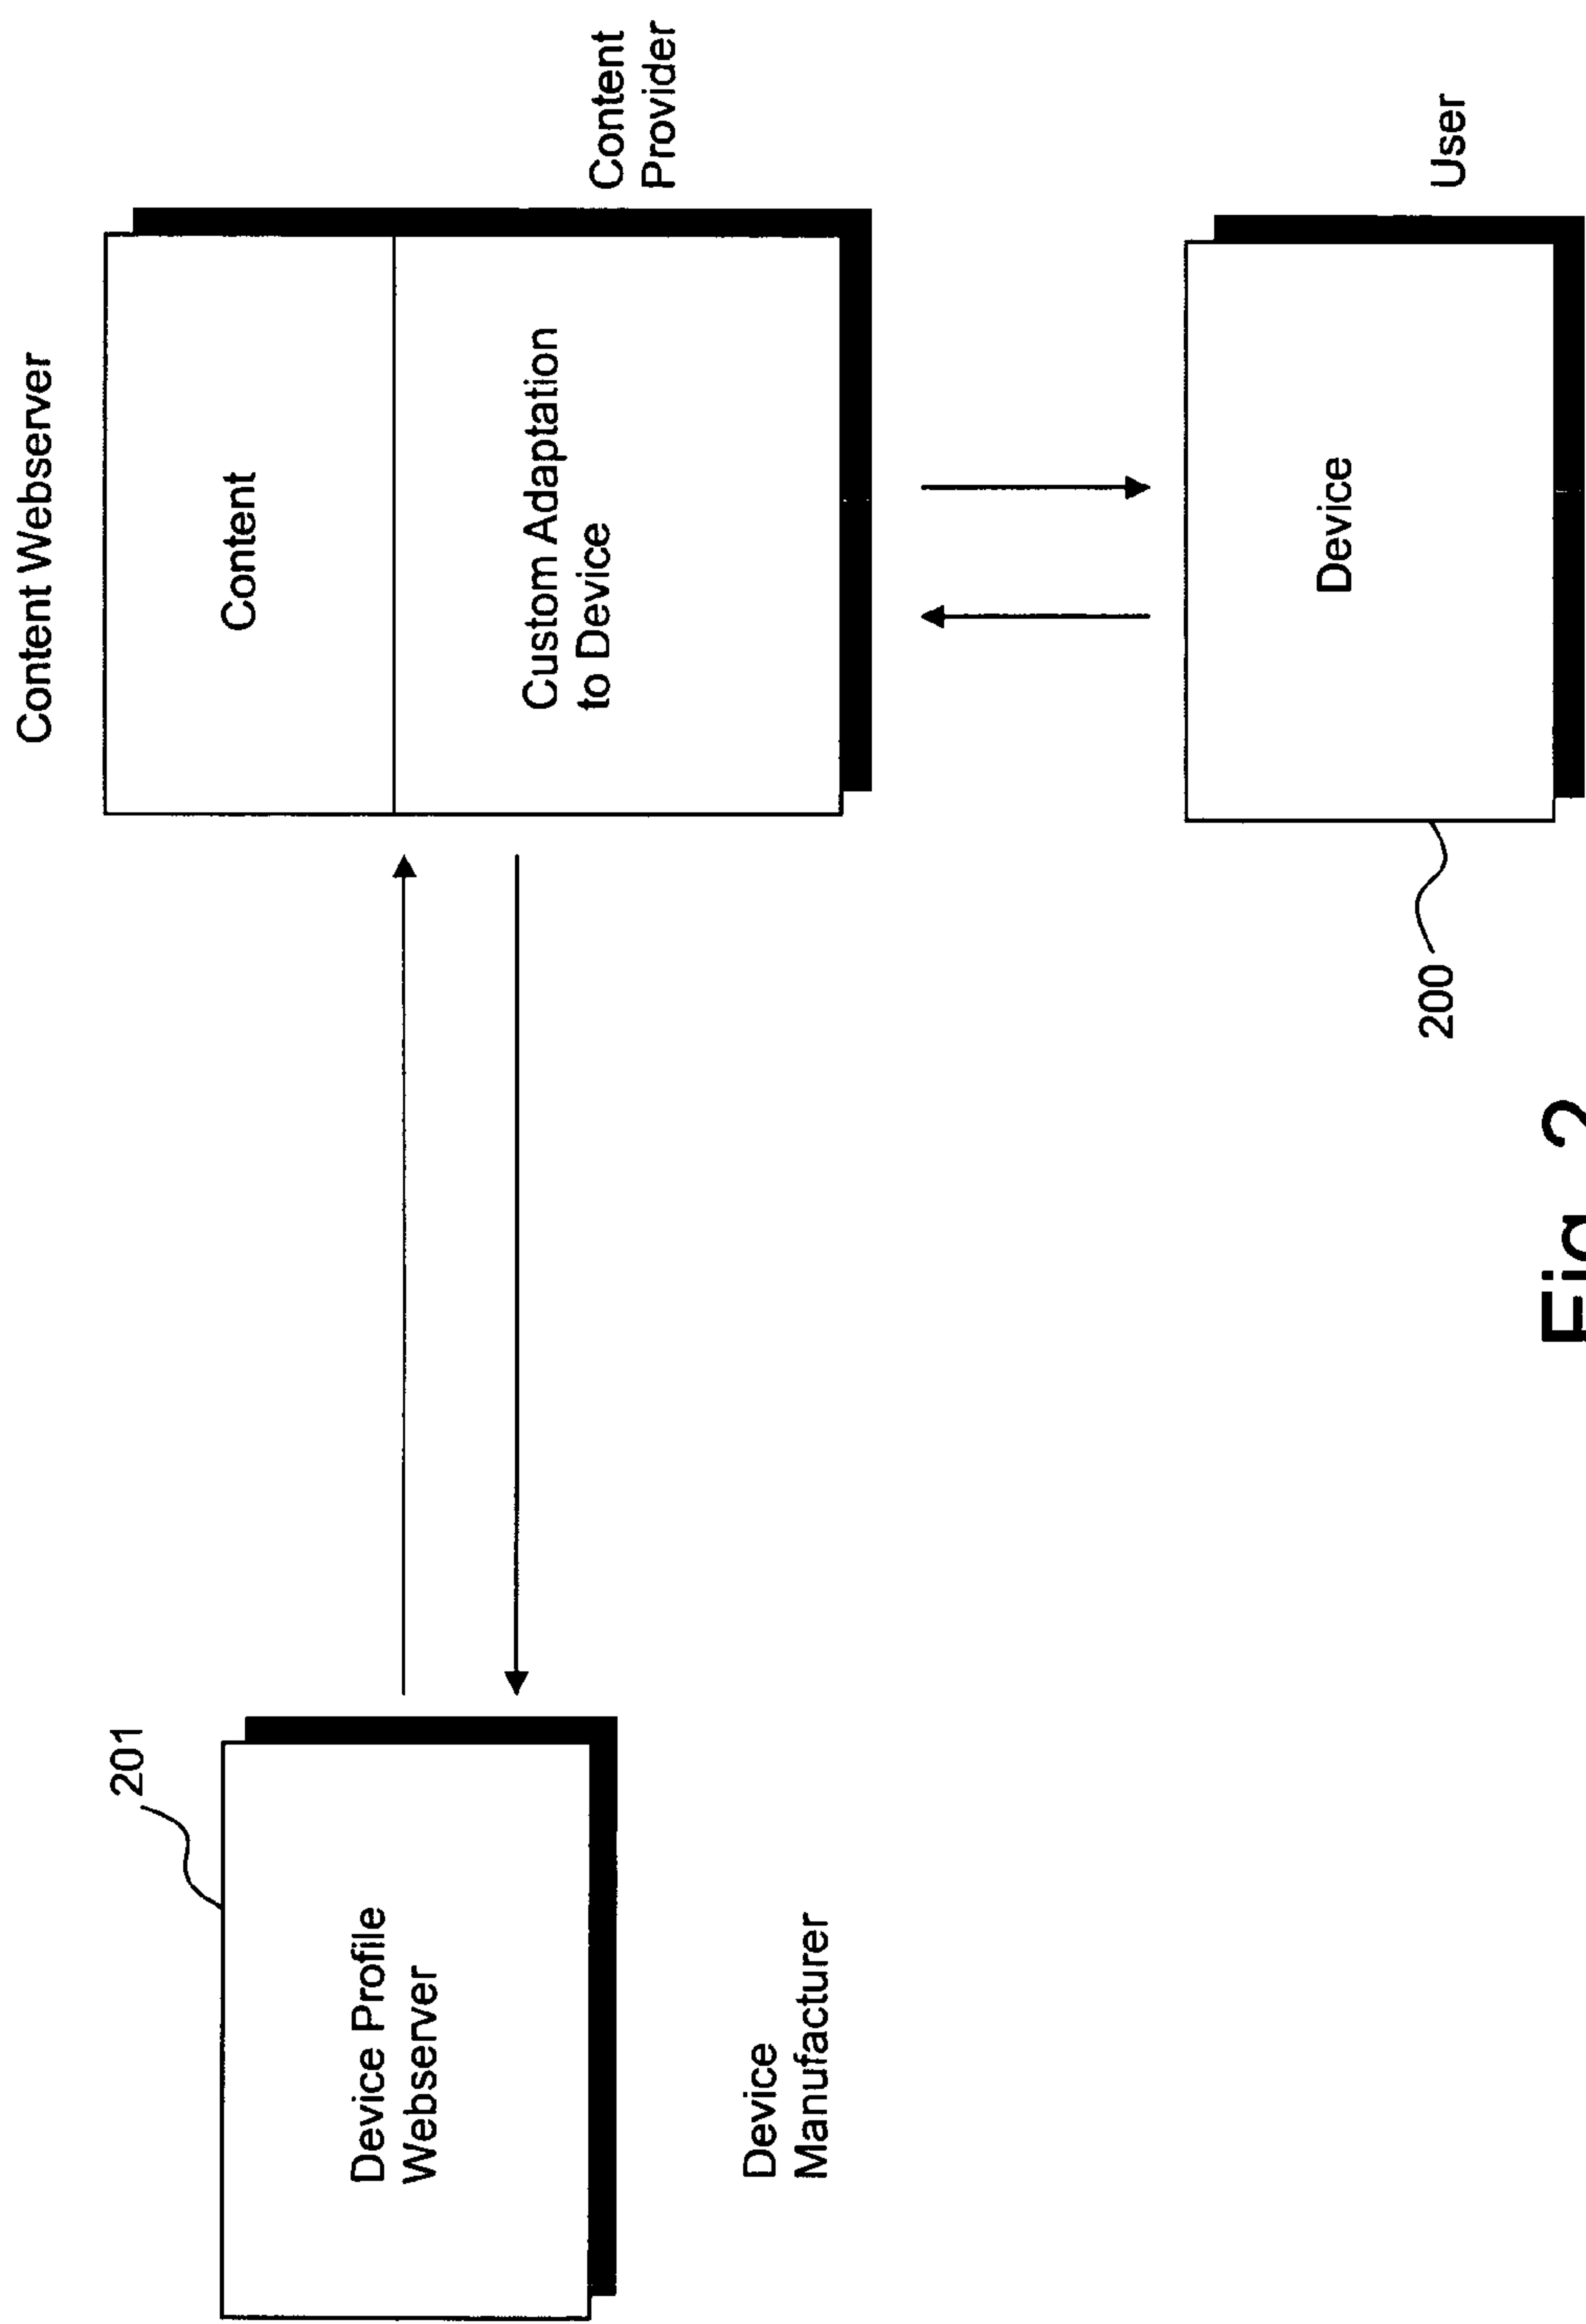 Content Webserver
Content
Custom Adaptation
to Device
Content
Provider
201
Device Profile
Webserver
Device
Manufacturer
Device
User
200
Fig. 2